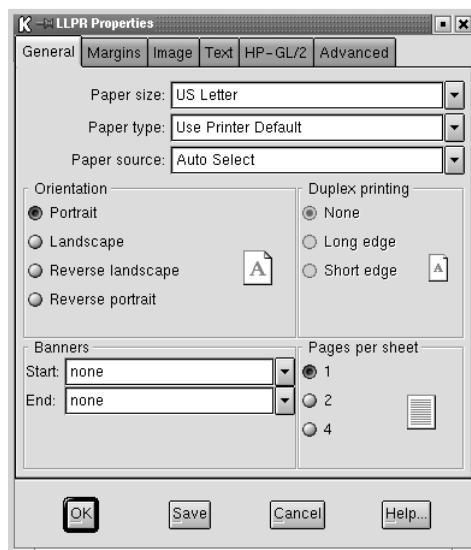 K LLPR Properties
General Margins Image Text HP-GL/2 Advanced
Paper size: US Letter
Paper type: Use Printer Default
Paper source: Auto Select
Orientation
Portrait
Landscape
Reverse landscape
Reverse portrait
A
Duplex printing
None
Long edge
Short edge
A
Banners
Start: none
End: none
Pages per sheet
1
2
4
OK Save Cancel Help...